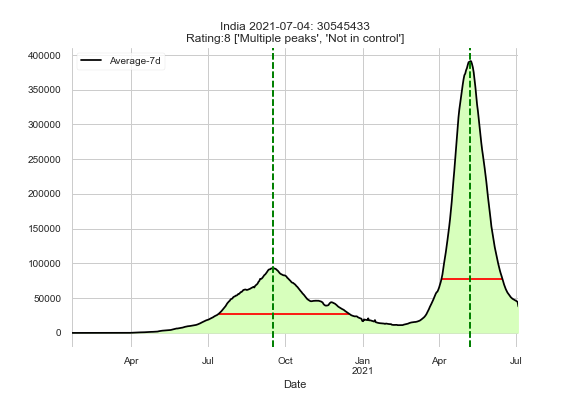 India 2021-07-04: 30545433
Rating:8 ['Multiple peaks', 'Not in control']
Average-7d
400000
350000
300000
250000
200000
150000
100000
50000
0
Apr Jul Oct Jan Apr Jul
2021
Date